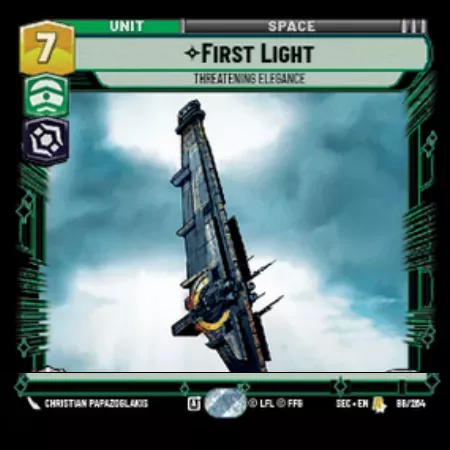 7
UNIT
SPACE
FIRST LIGHT
THREATENING ELEGANCE
CHRISTIAN PAPAZOGLAKIS
© LFL © FFG
SEC • EN